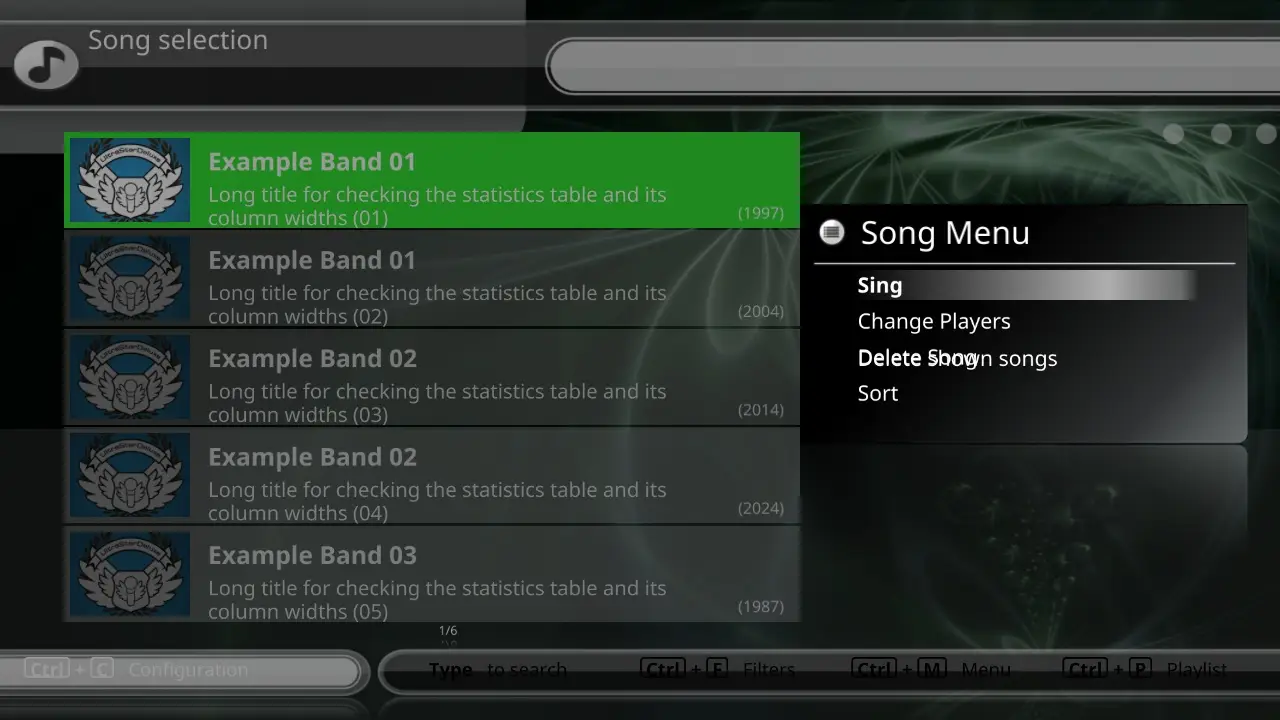 Song selection
Example Band 01
Long title for checking the statistics table and its
column widths (01)
(1997)
Example Band 01
Long title for checking the statistics table and its
column widths (02)
(2004)
Example Band 02
Long title for checking the statistics table and its
column widths (03)
(2014)
Example Band 02
Long title for checking the statistics table and its
column widths (04)
(2024)
Example Band 03
Long title for checking the statistics table and its
column widths (05)
(1987)
1/6
Song Menu
Sing
Change Players
Delete Song
Delete shown songs
Sort
Ctrl + C Configuration
Type to search
Ctrl + F Filters
Ctrl + M Menu
Ctrl + P Playlist